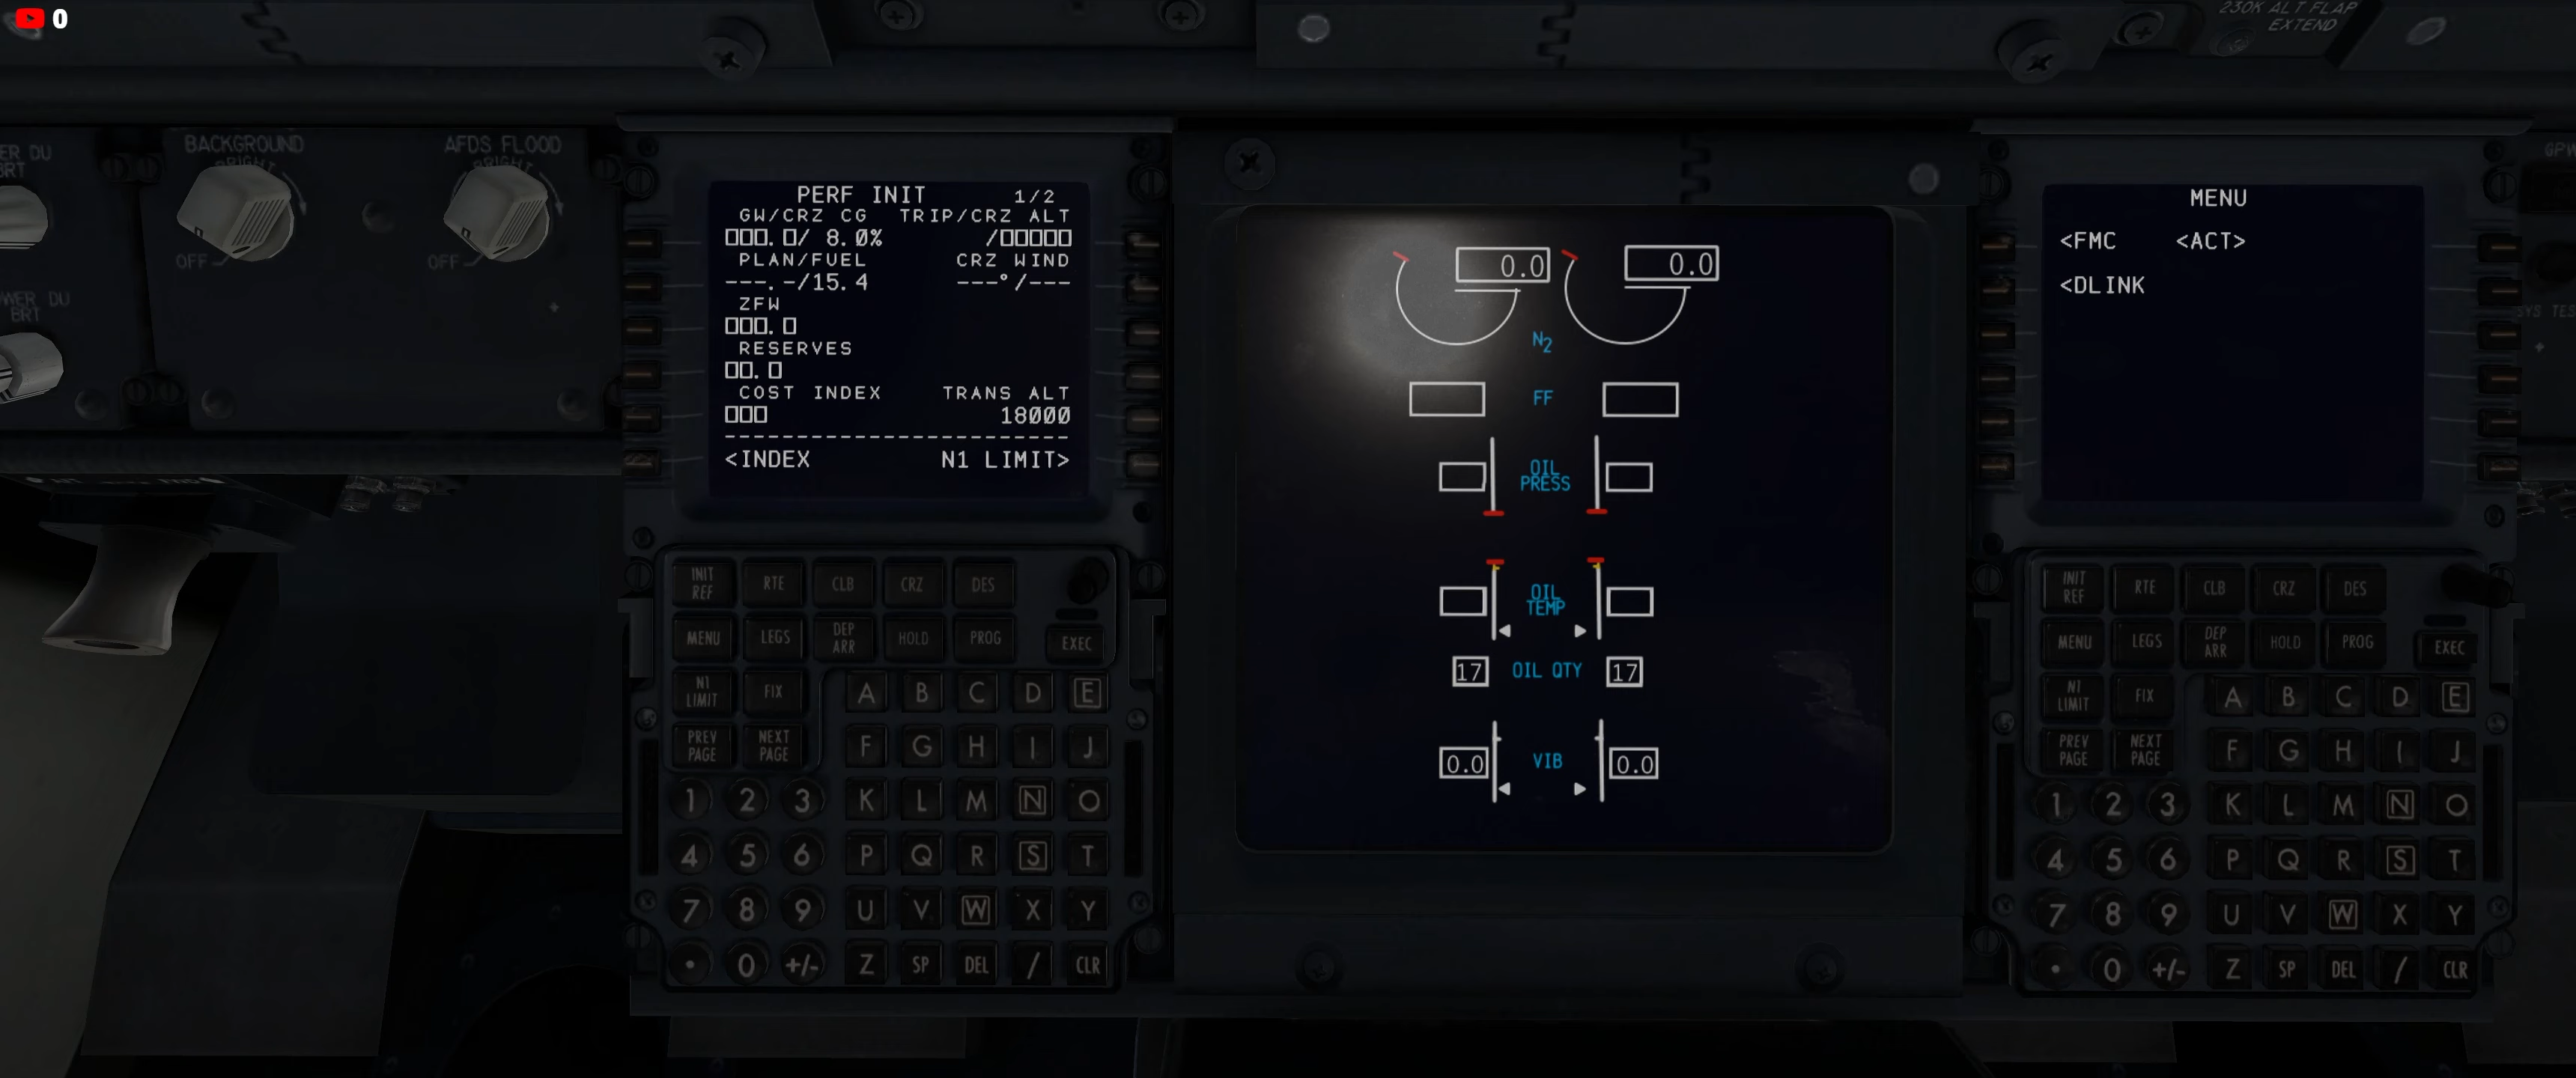 0
230K ALT FLAP
EXTEND
BACKGROUND
BRIGHT
OFF
AFDS FLOOD
BRIGHT
OFF
BRT
BRT
PERF INIT 1/2
GW/CRZ CG TRIP/CRZ ALT
□□□.□/ 8.0% /□□□□□
PLAN/FUEL CRZ WIND
---.-/15.4 ---°/---
ZFW
□□□.□
RESERVES
□□.□
COST INDEX TRANS ALT
□□□ 18000
------------------------
<INDEX N1 LIMIT>
INIT REF RTE CLB CRZ DES
MENU LEGS DEP ARR HOLD PROG EXEC
N1 LIMIT FIX A B C D E
PREV PAGE NEXT PAGE F G H I J
1 2 3 K L M N O
4 5 6 P Q R S T
7 8 9 U V W X Y
. 0 +/- Z SP DEL / CLR
0.0 0.0
N2
FF
OIL
PRESS
OIL
TEMP
17 OIL QTY 17
0.0 VIB 0.0
MENU
<FMC <ACT>
<DLINK
INIT REF RTE CLB CRZ DES
MENU LEGS DEP ARR HOLD PROG EXEC
N1 LIMIT FIX A B C D E
PREV PAGE NEXT PAGE F G H I J
1 2 3 K L M N O
4 5 6 P Q R S T
7 8 9 U V W X Y
. 0 +/- Z SP DEL / CLR